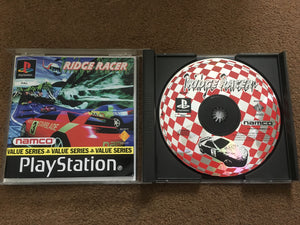 RIDGE RACER
namco
VALUE SERIES VALUE SERIES VALUE SERIES
PlayStation
RIDGE RACER
namco